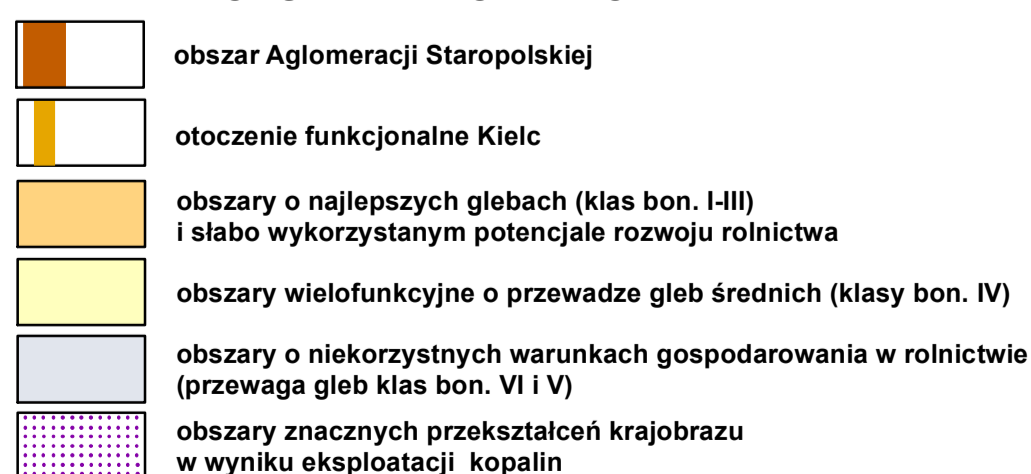 obszar Aglomeracji Staropolskiej
otoczenie funkcjonalne Kielc
obszary o najlepszych glebach (klas bon. I-III)
i słabo wykorzystanym potencjale rozwoju rolnictwa
obszary wielofunkcyjne o przewadze gleb średnich (klasy bon. IV)
obszary o niekorzystnych warunkach gospodarowania w rolnictwie
(przewaga gleb klas bon. VI i V)
obszary znacznych przekształceń krajobrazu
w wyniku eksploatacji kopalin